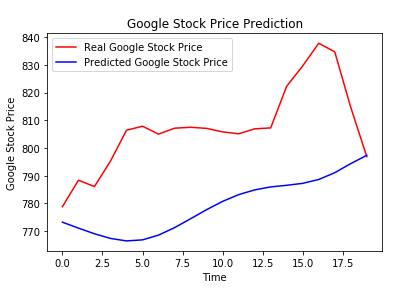 Google Stock Price Prediction
Real Google Stock Price
Predicted Google Stock Price
Google Stock Price
840
830
820
810
800
790
780
770
0.0 2.5 5.0 7.5 10.0 12.5 15.0 17.5
Time